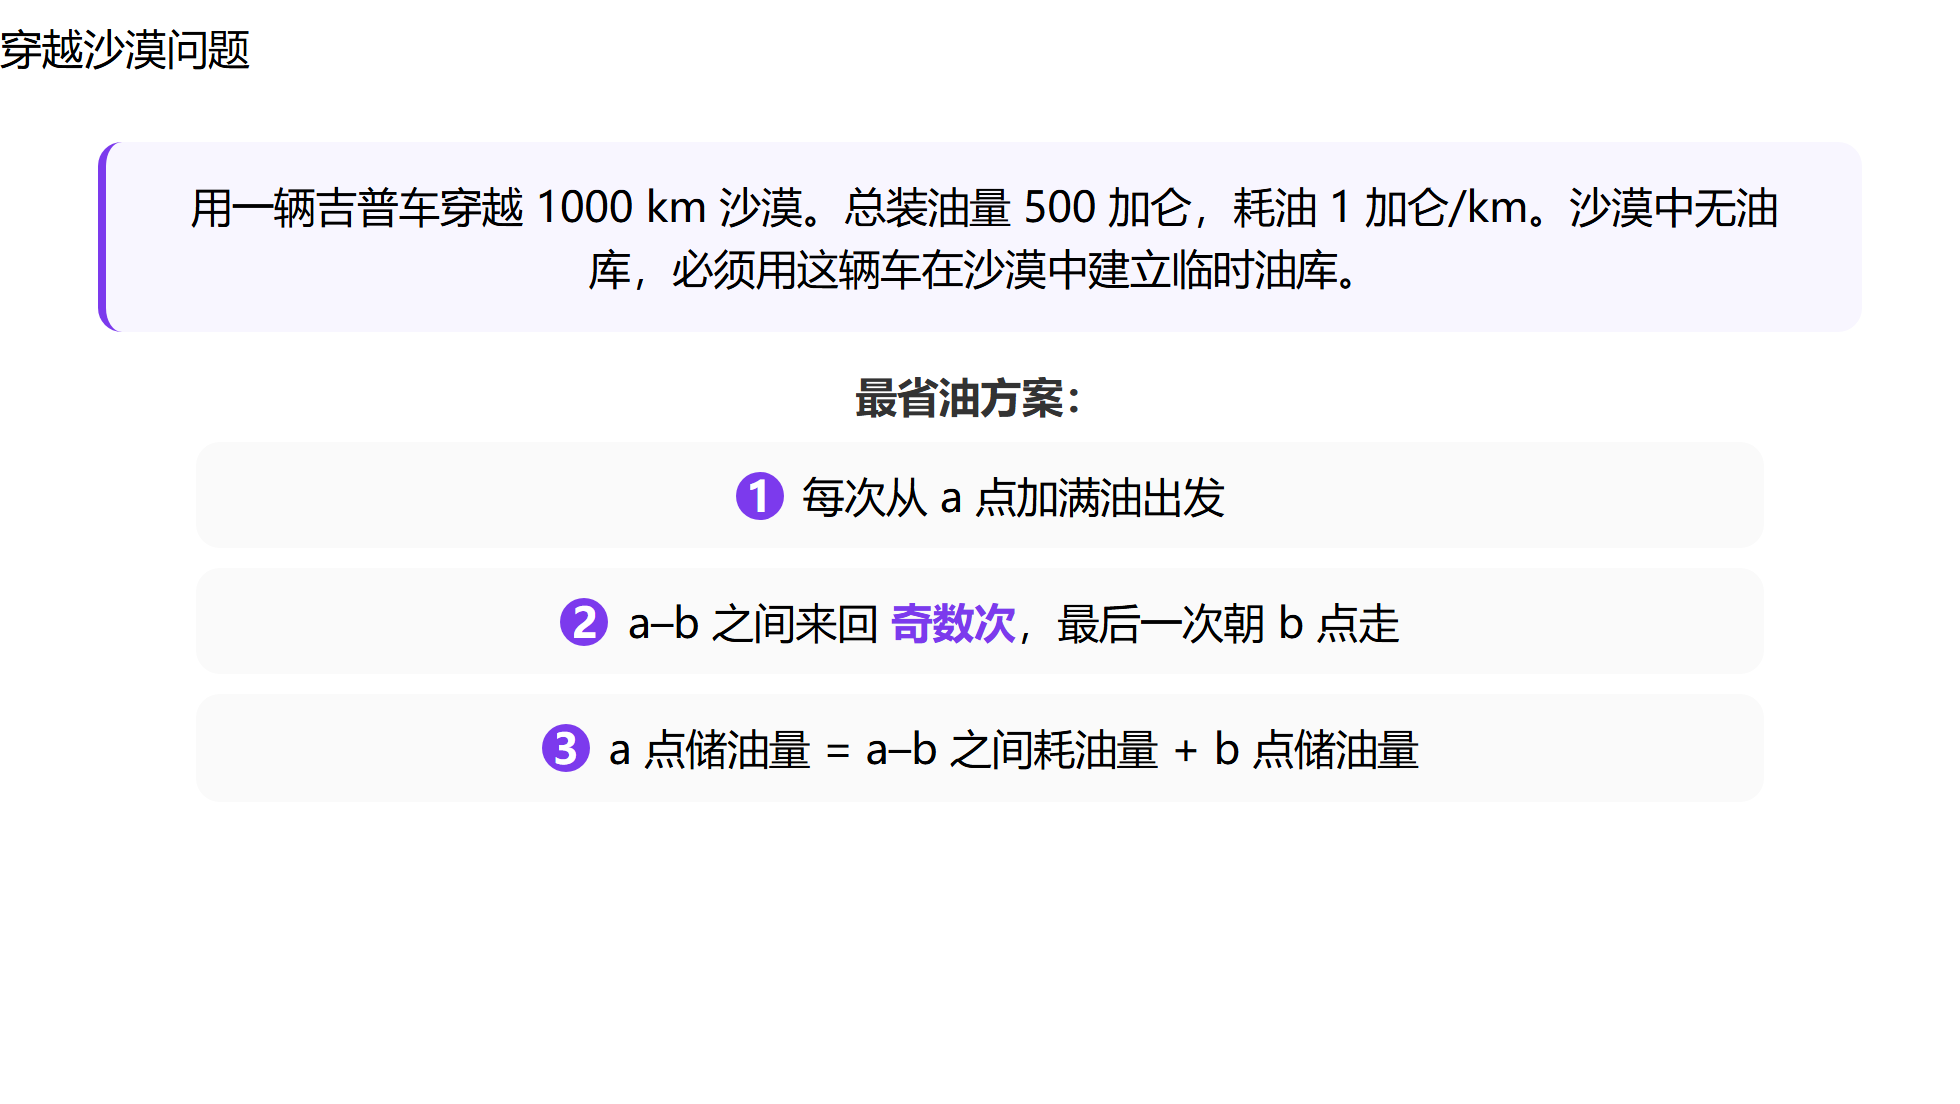 穿越沙漠问题
用一辆吉普车穿越 1000 km 沙漠。总装油量 500 加仑，耗油 1 加仑/km。沙漠中无油
库，必须用这辆车在沙漠中建立临时油库。
最省油方案：
1 每次从 a 点加满油出发
2 a–b 之间来回 奇数次，最后一次朝 b 点走
3 a 点储油量 = a–b 之间耗油量 + b 点储油量